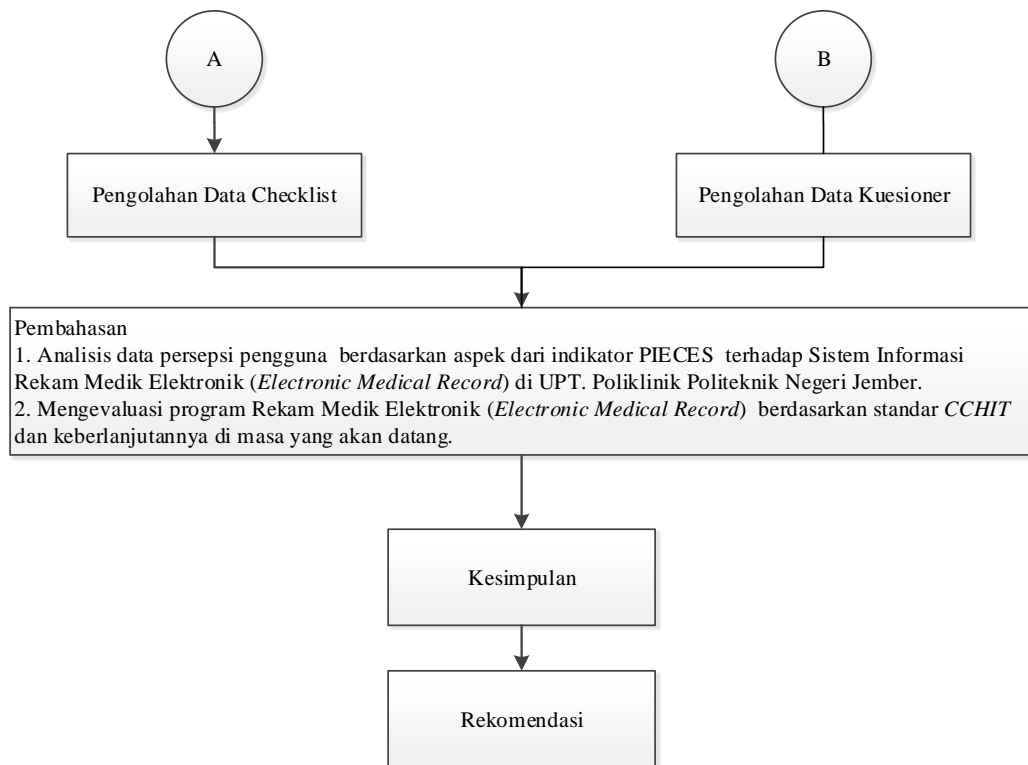 A
B
Pengolahan Data Checklist
Pengolahan Data Kuesioner
Pembahasan
1. Analisis data persepsi pengguna berdasarkan aspek dari indikator PIECES terhadap Sistem Informasi
Rekam Medik Elektronik (Electronic Medical Record) di UPT. Poliklinik Politeknik Negeri Jember.
2. Mengevaluasi program Rekam Medik Elektronik (Electronic Medical Record) berdasarkan standar CCHIT
dan keberlanjutannya di masa yang akan datang.
Kesimpulan
Rekomendasi